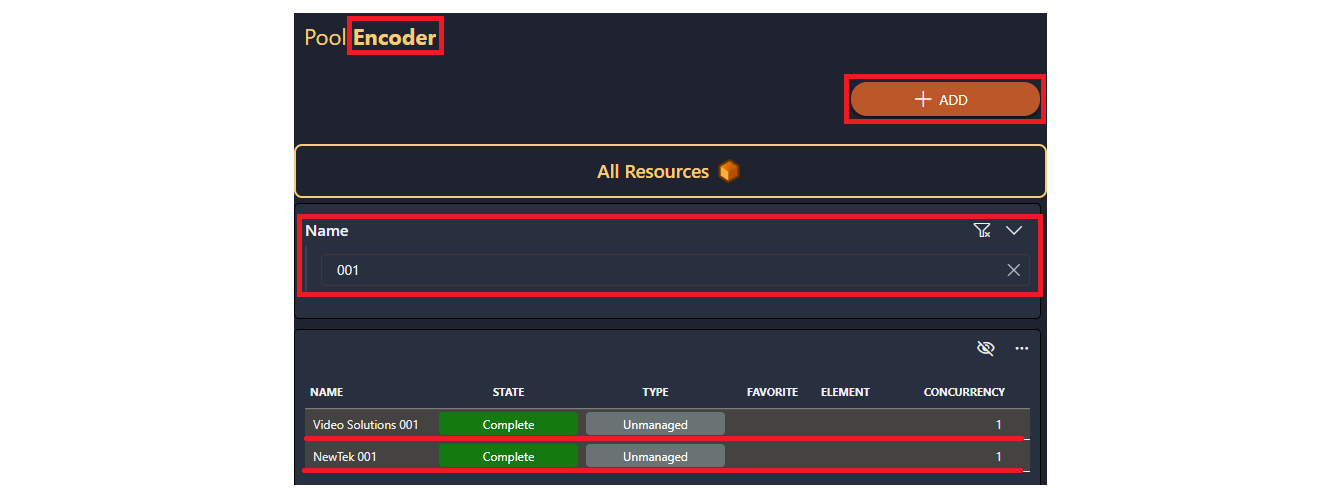 Pool Encoder
+ ADD
All Resources
Name
001
NAME STATE TYPE FAVORITE ELEMENT CONCURRENCY
Video Solutions 001 Complete Unmanaged 1
NewTek 001 Complete Unmanaged 1